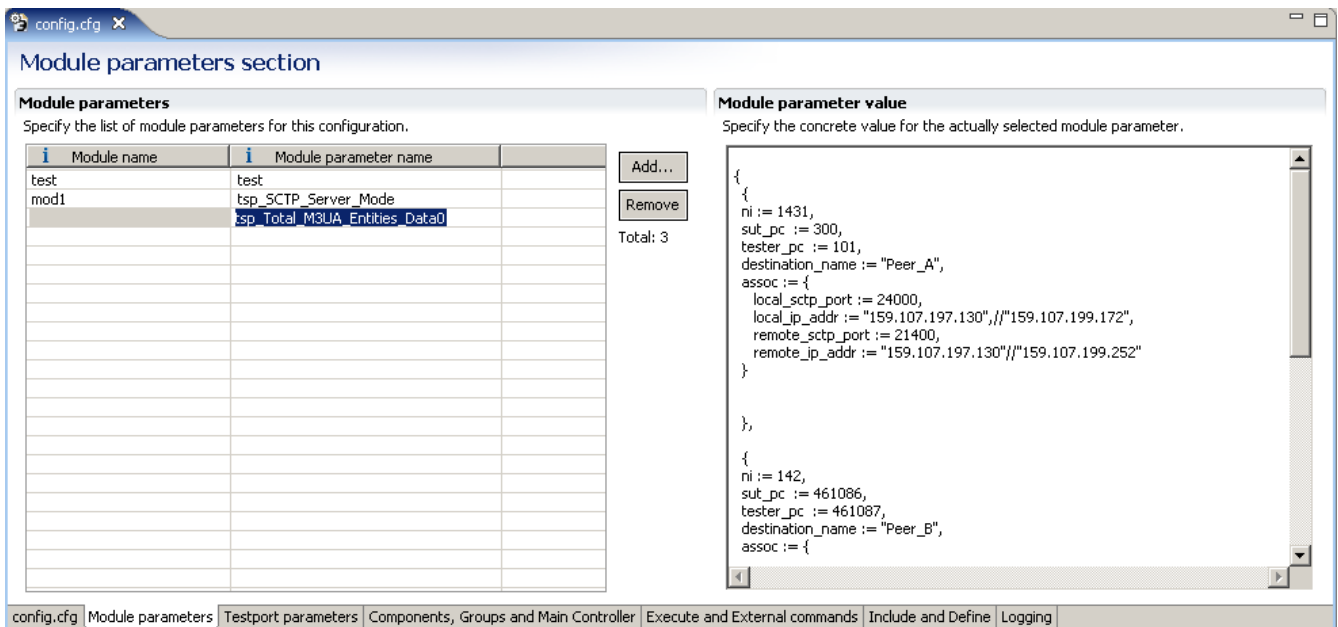 config.cfg
Module parameters section
Module parameters
Specify the list of module parameters for this configuration.
i Module name i Module parameter name
test test
mod1 tsp_SCTP_Server_Mode
tsp_Total_M3UA_Entities_Data0
Add...
Remove
Total: 3
Module parameter value
Specify the concrete value for the actually selected module parameter.
{
{
ni := 1431,
sut_pc := 300,
tester_pc := 101,
destination_name := "Peer_A",
assoc := {
local_sctp_port := 24000,
local_ip_addr := "159.107.197.130",//"159.107.199.172",
remote_sctp_port := 21400,
remote_ip_addr := "159.107.197.130"//"159.107.199.252"
}
},
{
ni := 142,
sut_pc := 461086,
tester_pc := 461087,
destination_name := "Peer_B",
assoc := {
config.cfg Module parameters Testport parameters Components, Groups and Main Controller Execute and External commands Include and Define Logging